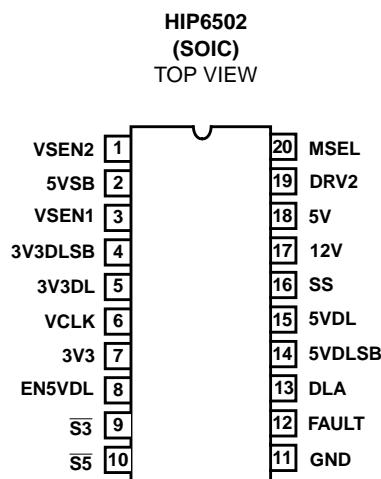 HIP6502
(SOIC)
TOP VIEW
VSEN2 1
5VSB 2
VSEN1 3
3V3DLSB 4
3V3DL 5
VCLK 6
3V3 7
EN5VDL 8
S3 9
S5 10
20 MSEL
19 DRV2
18 5V
17 12V
16 SS
15 5VDL
14 5VDLSB
13 DLA
12 FAULT
11 GND